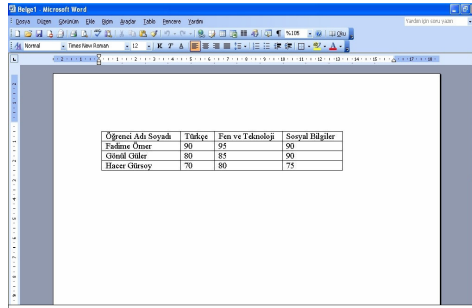 Belge1 - Microsoft Word
Dosya Düzen Görünüm Ekle Biçim Araçlar Tablo Pencere Yardım
Yardım için soru yazın
%108 Oku
Normal Times New Roman 12 K T A
Öğrenci Adı Soyadı Türkçe Fen ve Teknoloji Sosyal Bilgiler
Fadime Ömer 90 95 90
Gönül Güler 80 85 90
Hacer Gürsoy 70 80 75